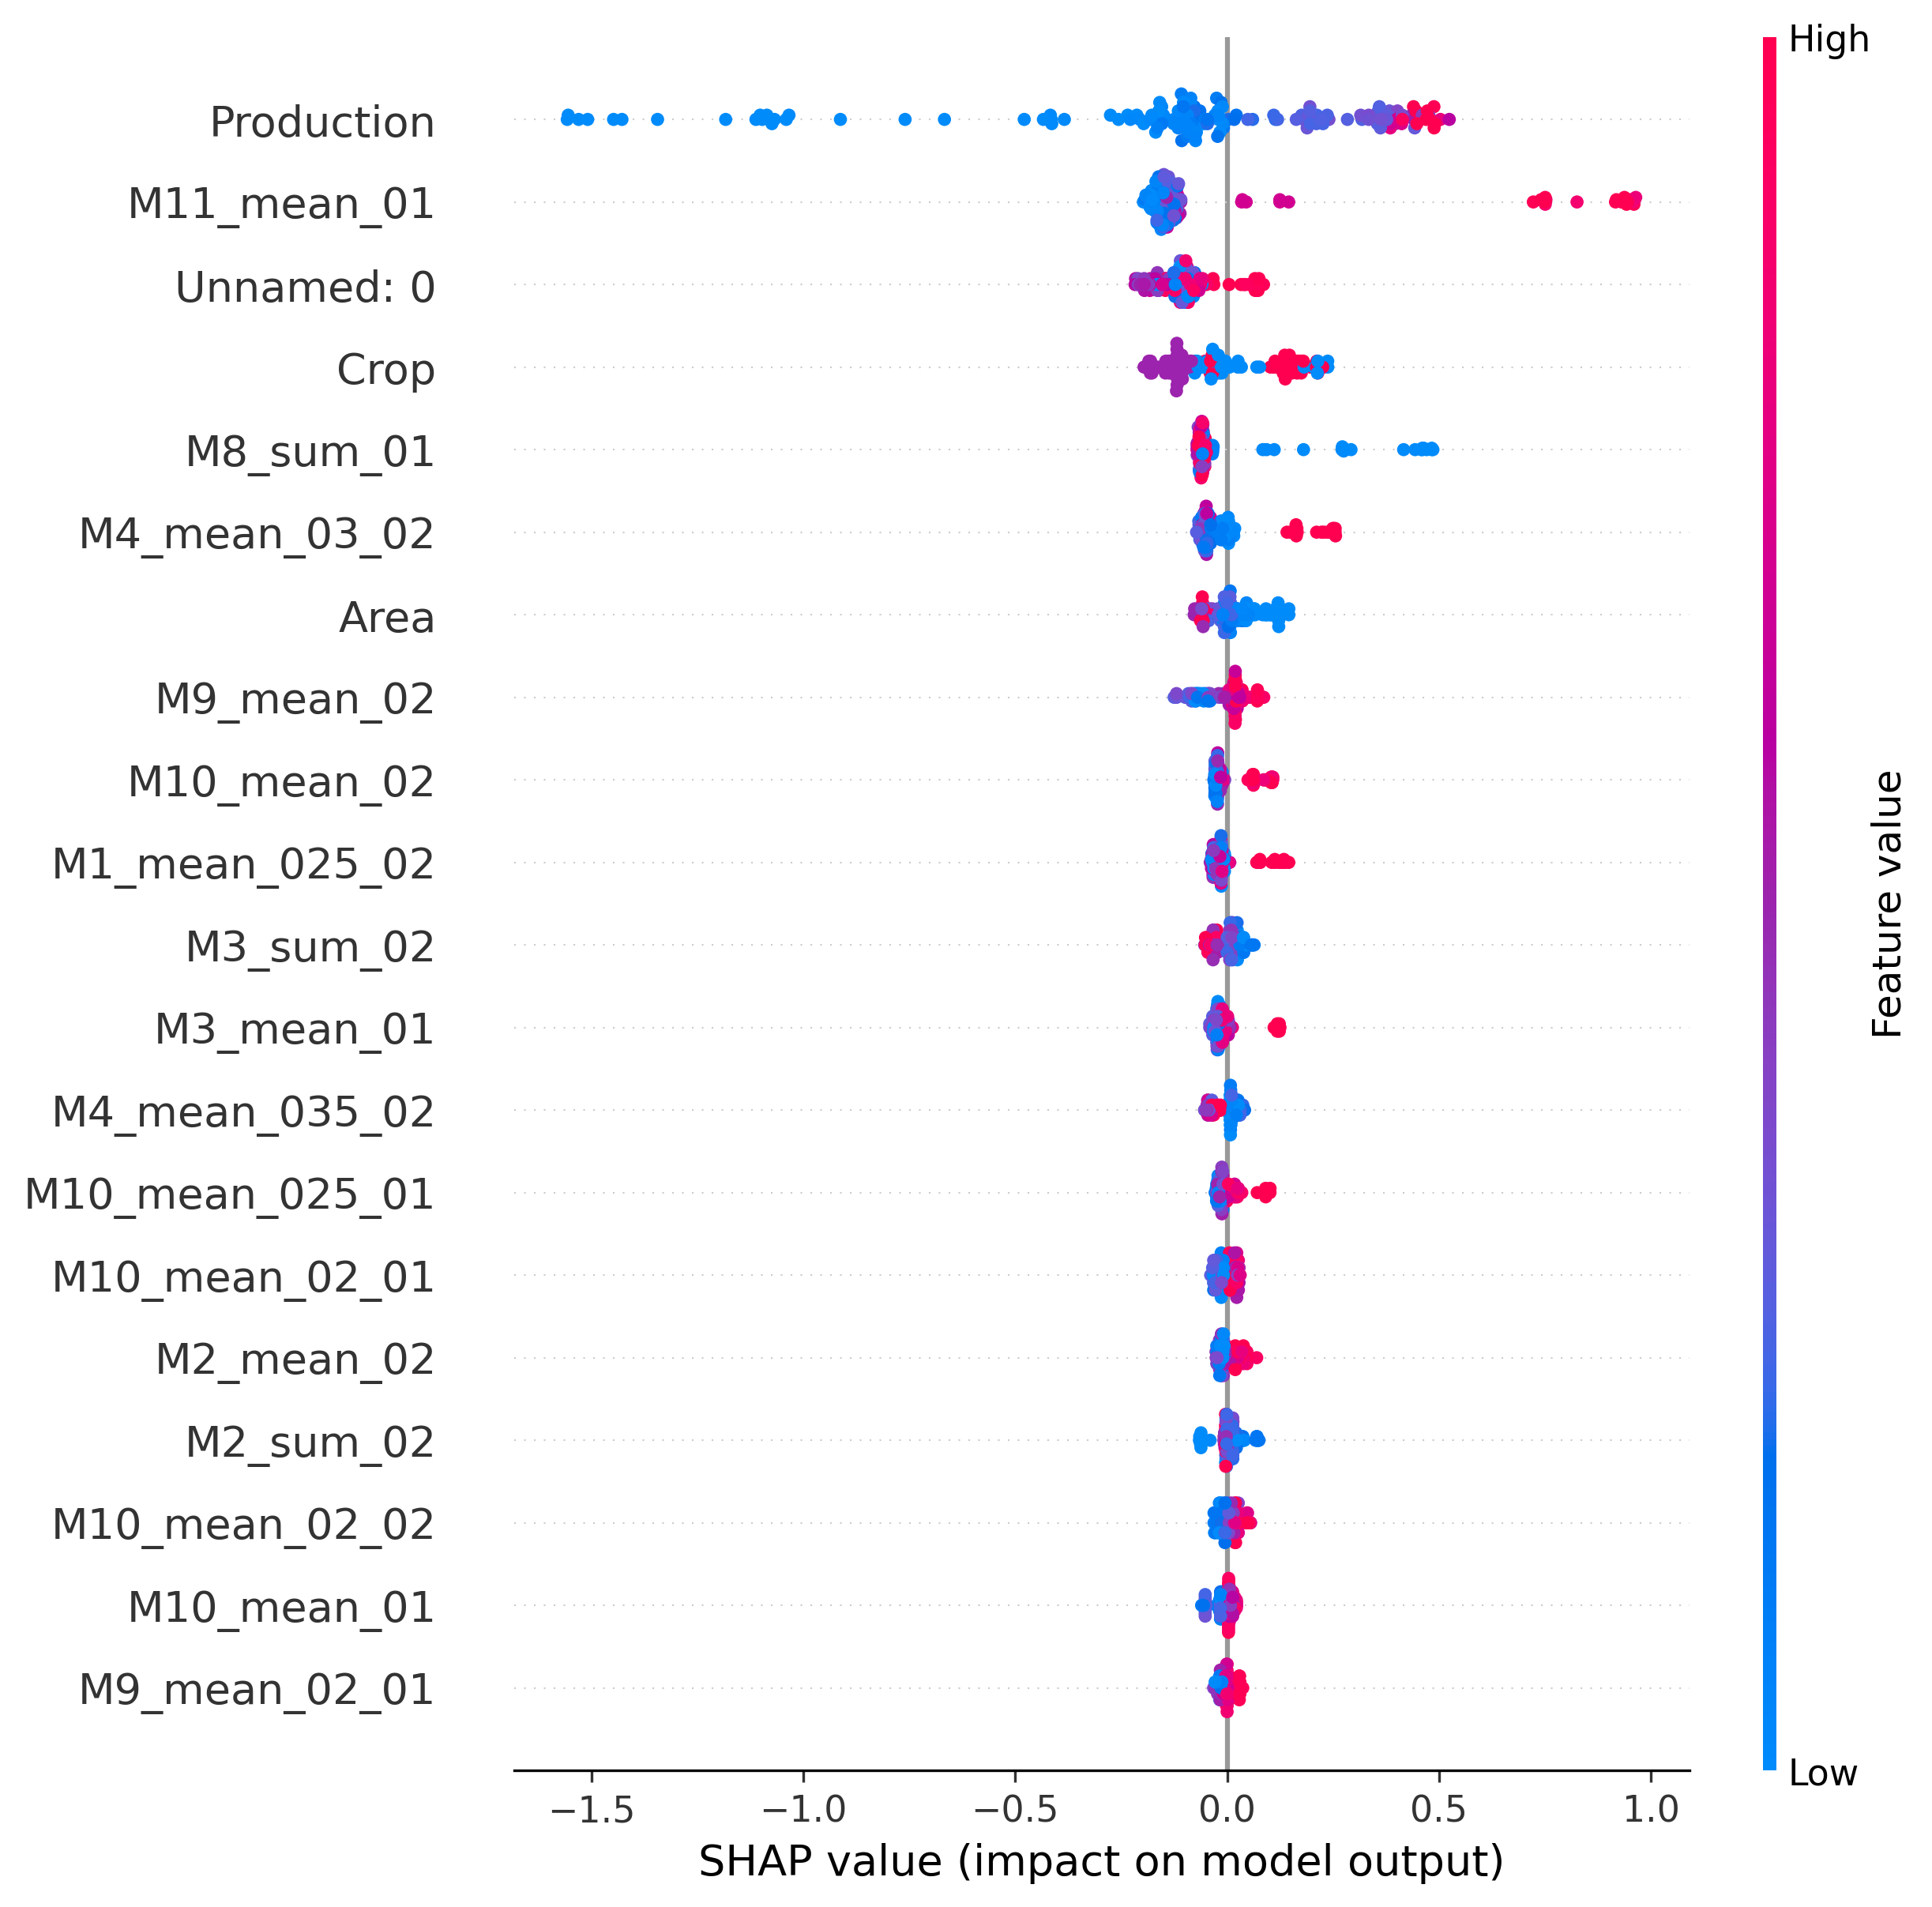 High
Production
M11_mean_01
Unnamed: 0
Crop
M8_sum_01
M4_mean_03_02
Area
M9_mean_02
M10_mean_02
M1_mean_025_02
M3_sum_02
M3_mean_01
M4_mean_035_02
M10_mean_025_01
M10_mean_02_01
M2_mean_02
M2_sum_02
M10_mean_02_02
M10_mean_01
M9_mean_02_01
Feature value
Low
−1.5 −1.0 −0.5 0.0 0.5 1.0
SHAP value (impact on model output)